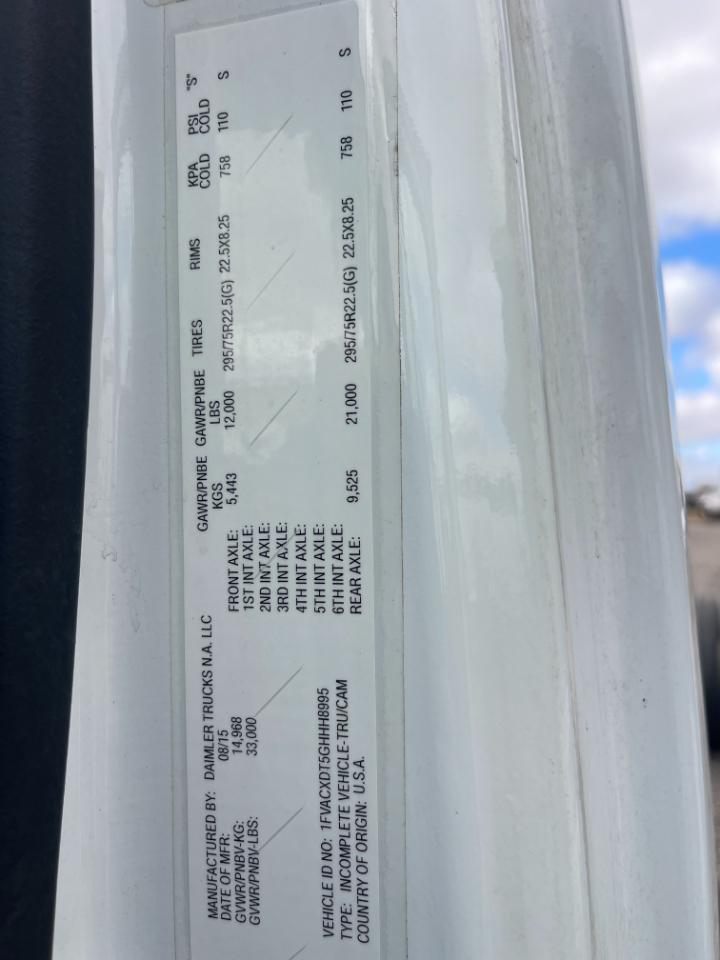 MANUFACTURED BY: DAIMLER TRUCKS N.A. LLC
DATE OF MFR: 08/15
GVWR/PNBV-KG: 14,968
GVWR/PNBV-LBS: 33,000
VEHICLE ID NO: 1FVACXDT5GHHH8995
TYPE: INCOMPLETE VEHICLE-TRU/CAM
COUNTRY OF ORIGIN: U.S.A.
GAWR/PNBE GAWR/PNBE TIRES RIMS KPA PSI "S"
KGS LBS COLD COLD
FRONT AXLE: 5,443 12,000 295/75R22.5(G) 22.5X8.25 758 110 S
1ST INT AXLE:
2ND INT AXLE:
3RD INT AXLE:
4TH INT AXLE:
5TH INT AXLE:
6TH INT AXLE:
REAR AXLE: 9,525 21,000 295/75R22.5(G) 22.5X8.25 758 110 S